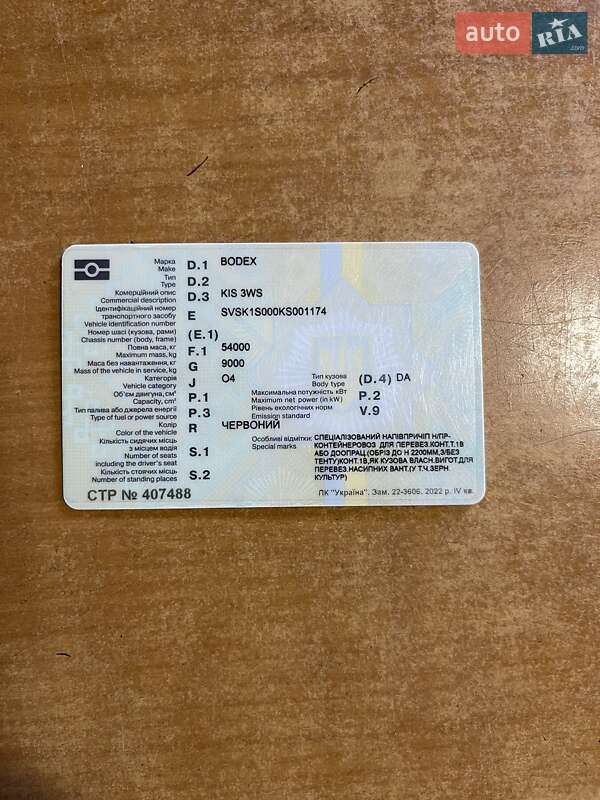 auto RIA .com
Марка D.1 BODEX
Make
Тип D.2
Type
Комерційний опис D.3 KIS 3WS
Commercial description
Ідентифікаційний номер
транспортного засобу E SVSK1S000KS001174
Vehicle identification number
Номер шасі (кузова, рами) (E.1)
Chassis number (body, frame)
Повна маса, кг F.1 54000
Maximum mass, kg
Маса без навантаження, кг G 9000
Mass of the vehicle in service, kg
Категорія J O4 Тип кузова (D.4) DA
Vehicle category Body type
Об'єм двигуна, см³ P.1 Максимальна потужність кВт P.2
Capacity, cm³ Maximum net power (in kW)
Тип палива або джерела енергії P.3 Рівень екологічних норм V.9
Type of fuel or power source Emission standard
Колір R ЧЕРВОНИЙ
Color of the vehicle
Кількість сидячих місць
з місцем водія S.1
Number of seats
including the driver's seat
Кількість стоячих місць S.2
Number of standing places
Особливі відмітки: СПЕЦІАЛІЗОВАНИЙ НАПІВПРИЧІП Н/ПР-
Special marks КОНТЕЙНЕРОВОЗ ДЛЯ ПЕРЕВЕЗ.КОНТ.Т.1В
АБО ДООПРАЦ.(ОБРІЗ ДО Н 2200ММ,З/БЕЗ
ТЕНТУ)КОНТ.1В,ЯК КУЗОВА ВЛАСН.ВИГОТ.ДЛЯ
ПЕРЕВЕЗ.НАСИПНИХ ВАНТ.(У Т.Ч.ЗЕРН.
КУЛЬТУР)
СТР № 407488
ПК "Україна". Зам. 22-3606. 2022 р. IV кв.